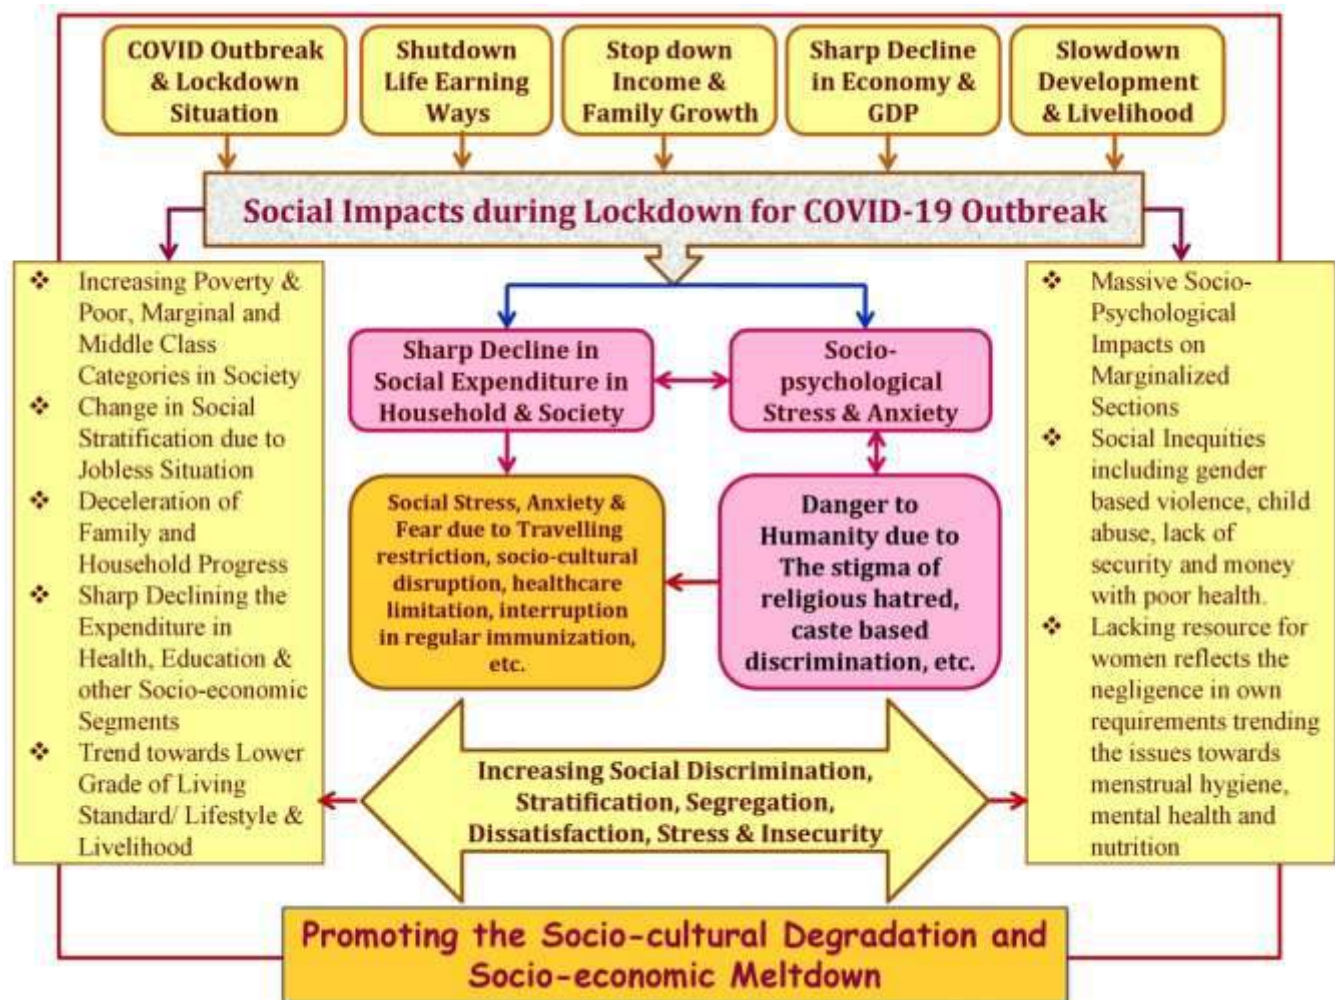 COVID Outbreak
& Lockdown
Situation
Shutdown
Life Earning
Ways
Stop down
Income &
Family Growth
Sharp Decline
in Economy &
GDP
Slowdown
Development
& Livelihood
Social Impacts during Lockdown for COVID-19 Outbreak
❖ Increasing Poverty &
Poor, Marginal and
Middle Class
Categories in Society
❖ Change in Social
Stratification due to
Jobless Situation
❖ Deceleration of
Family and
Household Progress
❖ Sharp Declining the
Expenditure in
Health, Education &
other Socio-economic
Segments
❖ Trend towards Lower
Grade of Living
Standard/ Lifestyle &
Livelihood
Sharp Decline in
Social Expenditure in
Household & Society
Socio-
psychological
Stress & Anxiety
Social Stress, Anxiety &
Fear due to Travelling
restriction, socio-cultural
disruption, healthcare
limitation, interruption
in regular immunization,
etc.
Danger to
Humanity due to
The stigma of
religious hatred,
caste based
discrimination, etc.
❖ Massive Socio-
Psychological
Impacts on
Marginalized
Sections
❖ Social Inequities
including gender
based violence, child
abuse, lack of
security and money
with poor health.
❖ Lacking resource for
women reflects the
negligence in own
requirements trending
the issues towards
menstrual hygiene,
mental health and
nutrition
Increasing Social Discrimination,
Stratification, Segregation,
Dissatisfaction, Stress & Insecurity
Promoting the Socio-cultural Degradation and
Socio-economic Meltdown